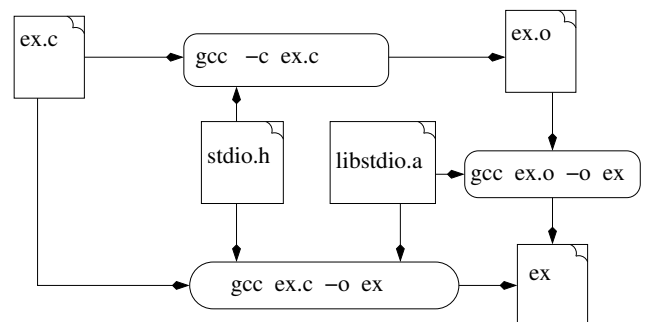 ex.c
gcc −c ex.c
ex.o
stdio.h
libstdio.a
gcc ex.o −o ex
gcc ex.c −o ex
ex